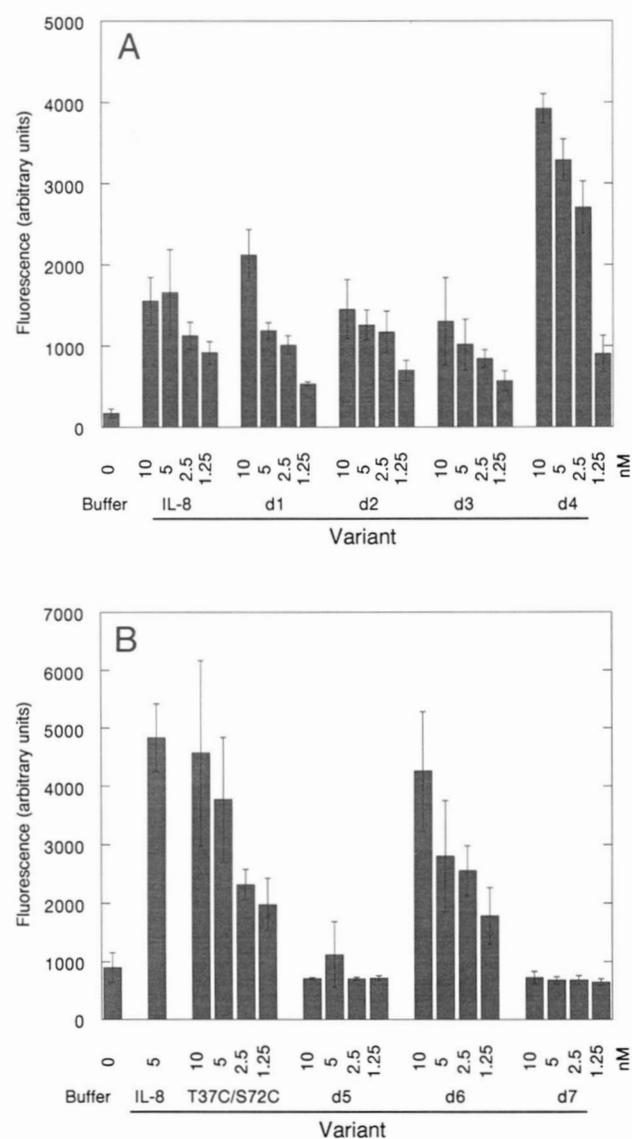 A
Fluorescence (arbitrary units)
5000
4000
3000
2000
1000
0
0 10 5 2.5 1.25 10 5 2.5 1.25 10 5 2.5 1.25 10 5 2.5 1.25 10 5 2.5 1.25 nM
Buffer IL-8 d1 d2 d3 d4
Variant
B
Fluorescence (arbitrary units)
7000
6000
5000
4000
3000
2000
1000
0
0 5 10 5 2.5 1.25 10 5 2.5 1.25 10 5 2.5 1.25 10 5 2.5 1.25 nM
Buffer IL-8 T37C/S72C d5 d6 d7
Variant